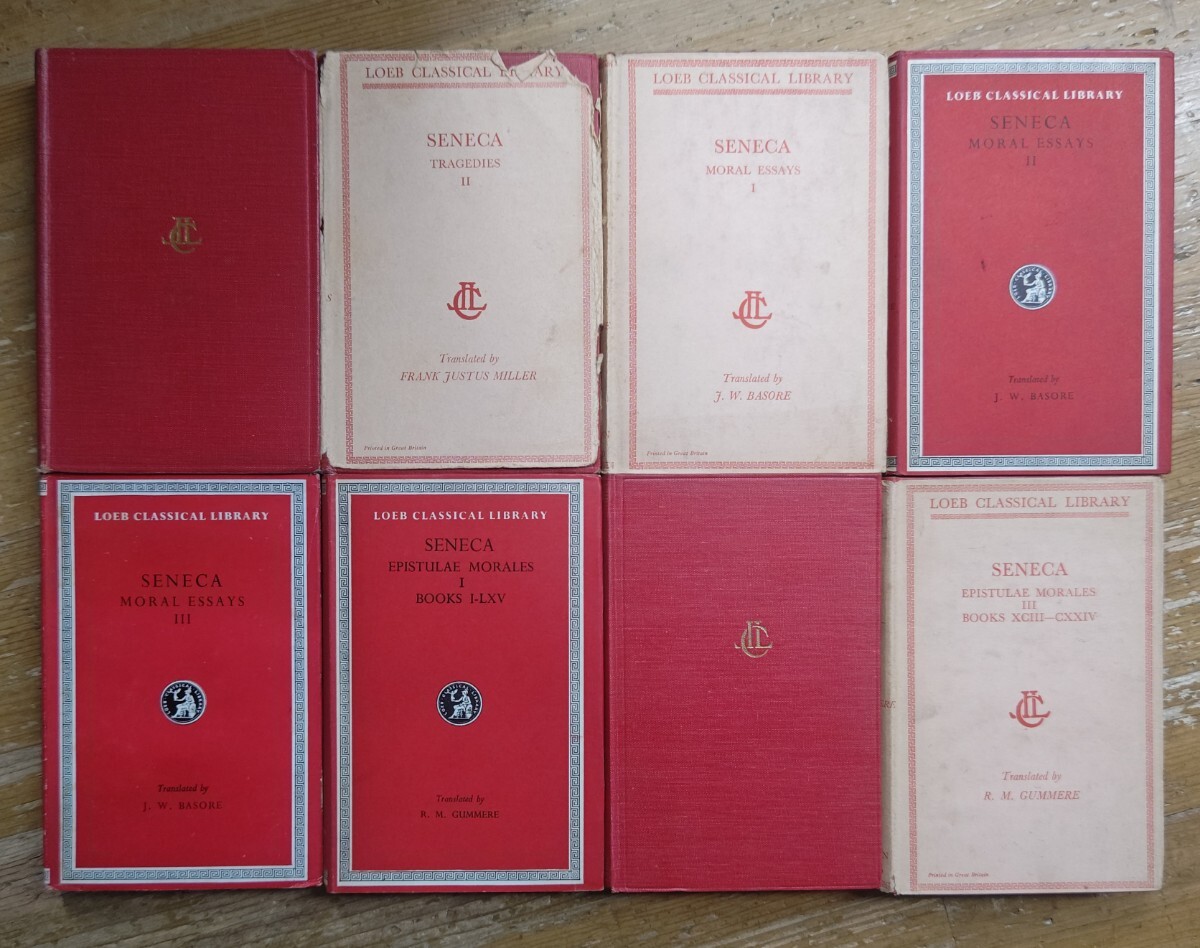 LOEB CLASSICAL LIBRARY
SENECA
TRAGEDIES
II
Translated by
FRANK JUSTUS MILLER
Printed in Great Britain
LOEB CLASSICAL LIBRARY
SENECA
MORAL ESSAYS
I
Translated by
J. W. BASORE
Printed in Great Britain
LOEB CLASSICAL LIBRARY
SENECA
MORAL ESSAYS
II
Translated by
J. W. BASORE
LOEB CLASSICAL LIBRARY
SENECA
MORAL ESSAYS
III
Translated by
J. W. BASORE
LOEB CLASSICAL LIBRARY
SENECA
EPISTULAE MORALES
I
BOOKS I-LXV
Translated by
R. M. GUMMERE
LOEB CLASSICAL LIBRARY
SENECA
EPISTULAE MORALES
III
BOOKS XCIII—CXXIV
Translated by
R. M. GUMMERE
Printed in Great Britain